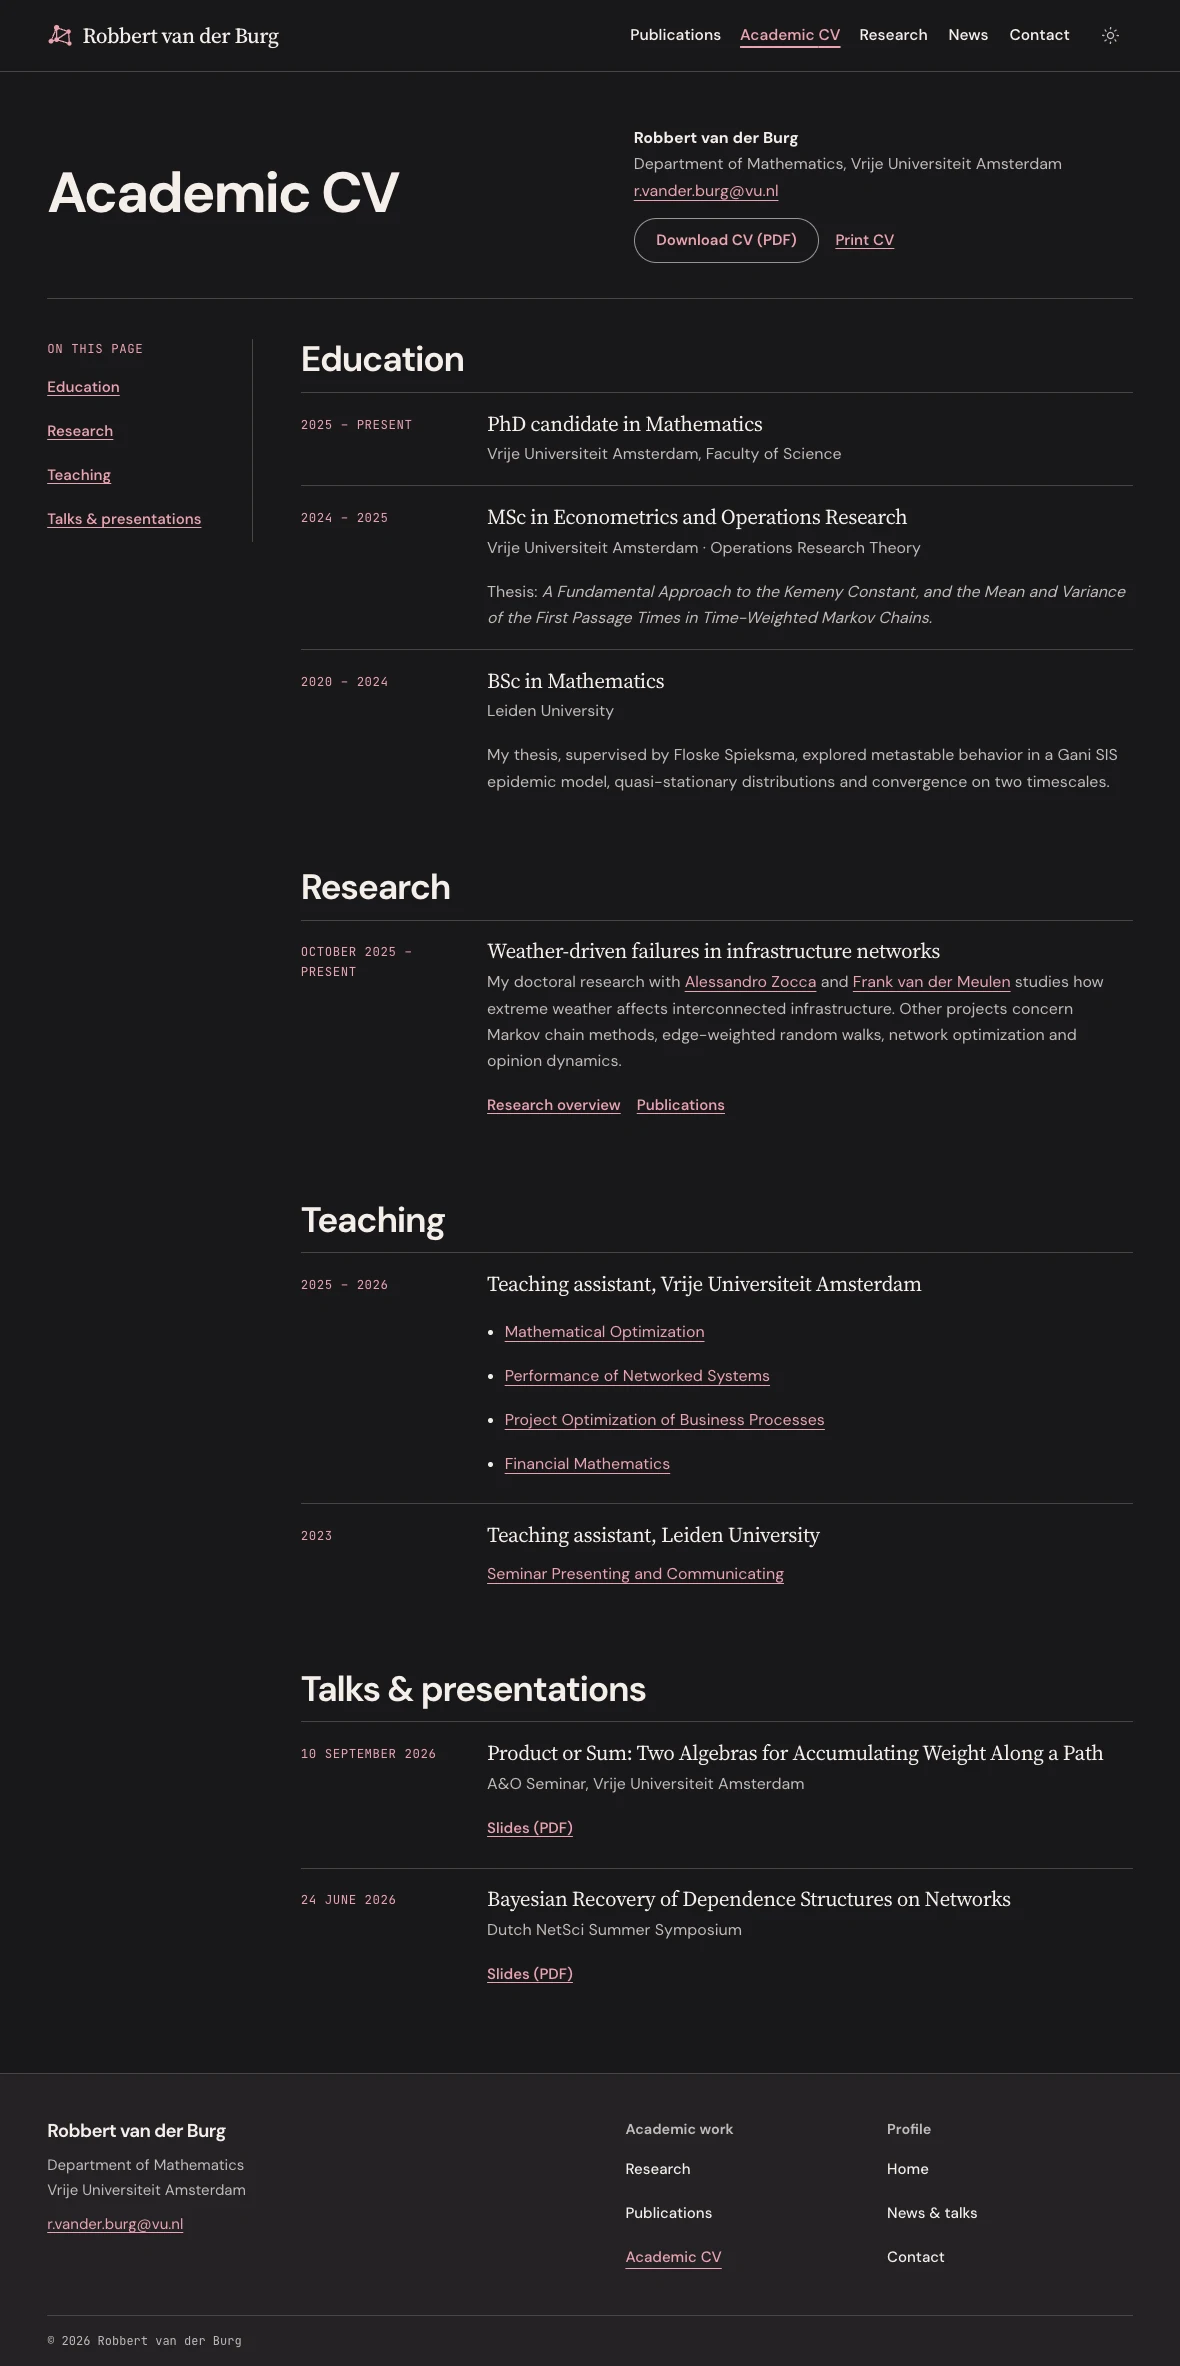 Robbert van der Burg
Publications Academic CV Research News Contact
Academic CV
Robbert van der Burg
Department of Mathematics, Vrije Universiteit Amsterdam
r.vander.burg@vu.nl
Download CV (PDF) Print CV
ON THIS PAGE
Education
Research
Teaching
Talks & presentations
Education
2025 – PRESENT
PhD candidate in Mathematics
Vrije Universiteit Amsterdam, Faculty of Science
2024 – 2025
MSc in Econometrics and Operations Research
Vrije Universiteit Amsterdam · Operations Research Theory
Thesis: A Fundamental Approach to the Kemeny Constant, and the Mean and Variance
of the First Passage Times in Time-Weighted Markov Chains.
2020 – 2024
BSc in Mathematics
Leiden University
My thesis, supervised by Floske Spieksma, explored metastable behavior in a Gani SIS
epidemic model, quasi-stationary distributions and convergence on two timescales.
Research
OCTOBER 2025 –
PRESENT
Weather-driven failures in infrastructure networks
My doctoral research with Alessandro Zocca and Frank van der Meulen studies how
extreme weather affects interconnected infrastructure. Other projects concern
Markov chain methods, edge-weighted random walks, network optimization and
opinion dynamics.
Research overview Publications
Teaching
2025 – 2026
Teaching assistant, Vrije Universiteit Amsterdam
• Mathematical Optimization
• Performance of Networked Systems
• Project Optimization of Business Processes
• Financial Mathematics
2023
Teaching assistant, Leiden University
Seminar Presenting and Communicating
Talks & presentations
10 SEPTEMBER 2026
Product or Sum: Two Algebras for Accumulating Weight Along a Path
A&O Seminar, Vrije Universiteit Amsterdam
Slides (PDF)
24 JUNE 2026
Bayesian Recovery of Dependence Structures on Networks
Dutch NetSci Summer Symposium
Slides (PDF)
Robbert van der Burg
Department of Mathematics
Vrije Universiteit Amsterdam
r.vander.burg@vu.nl
Academic work
Research
Publications
Academic CV
Profile
Home
News & talks
Contact
© 2026 Robbert van der Burg